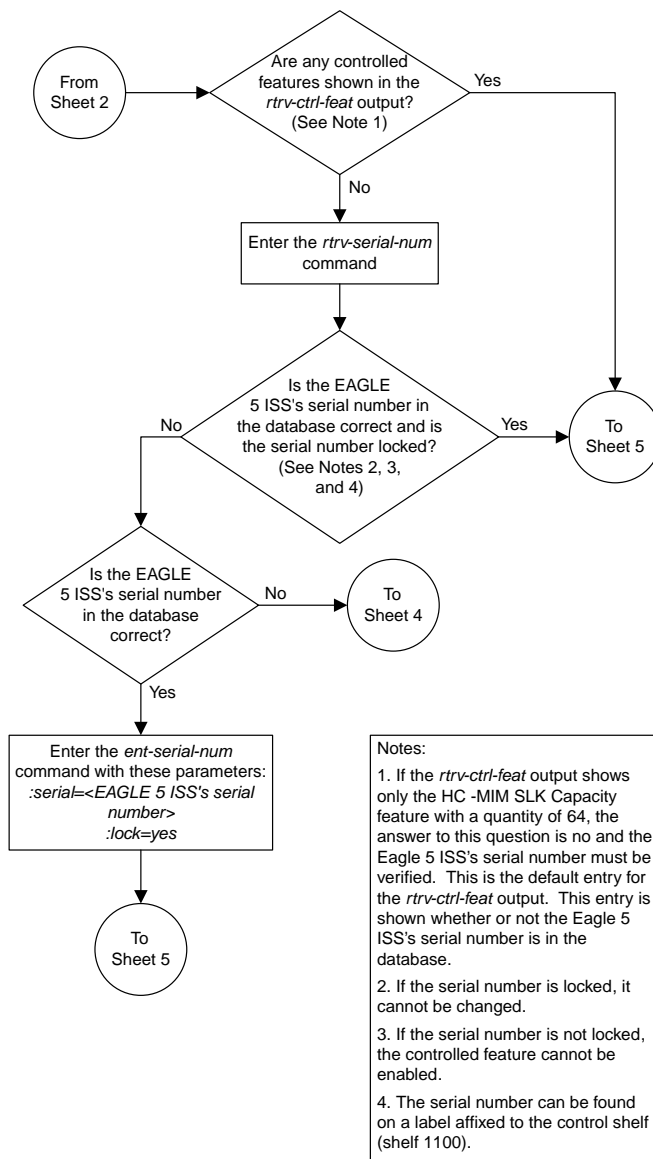 From
Sheet 2
Are any controlled
features shown in the
rtrv-ctrl-feat output?
(See Note 1)
Yes
No
Enter the rtrv-serial-num
command
Is the EAGLE
5 ISS's serial number in
the database correct and is
the serial number locked?
(See Notes 2, 3,
and 4)
No
Yes
To
Sheet 5
Is the EAGLE
5 ISS's serial number
in the database
correct?
No
To
Sheet 4
Yes
Enter the ent-serial-num
command with these parameters:
:serial=<EAGLE 5 ISS's serial
number>
:lock=yes
To
Sheet 5
Notes:
1. If the rtrv-ctrl-feat output shows
only the HC -MIM SLK Capacity
feature with a quantity of 64, the
answer to this question is no and the
Eagle 5 ISS's serial number must be
verified. This is the default entry for
the rtrv-ctrl-feat output. This entry is
shown whether or not the Eagle 5
ISS's serial number is in the
database.
2. If the serial number is locked, it
cannot be changed.
3. If the serial number is not locked,
the controlled feature cannot be
enabled.
4. The serial number can be found
on a label affixed to the control shelf
(shelf 1100).